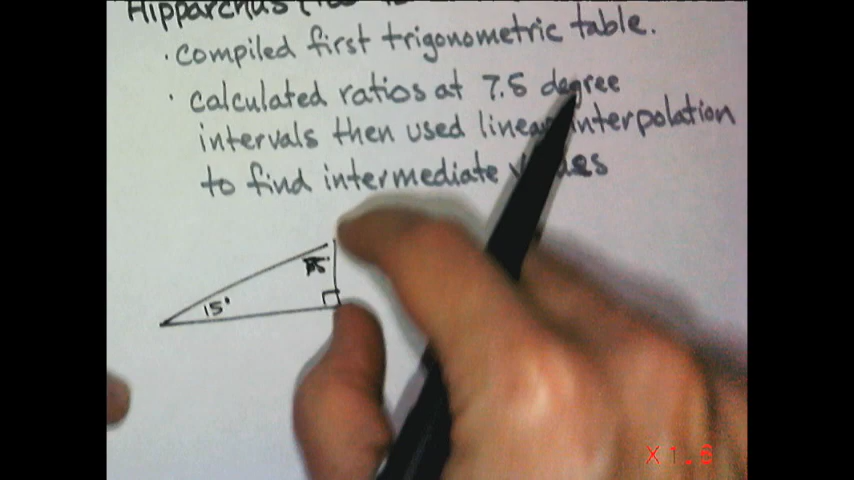 Hipparchus
· compiled first trigonometric table.
· calculated ratios at 7.5 degree
intervals then used linear interpolation
to find intermediate values
15°